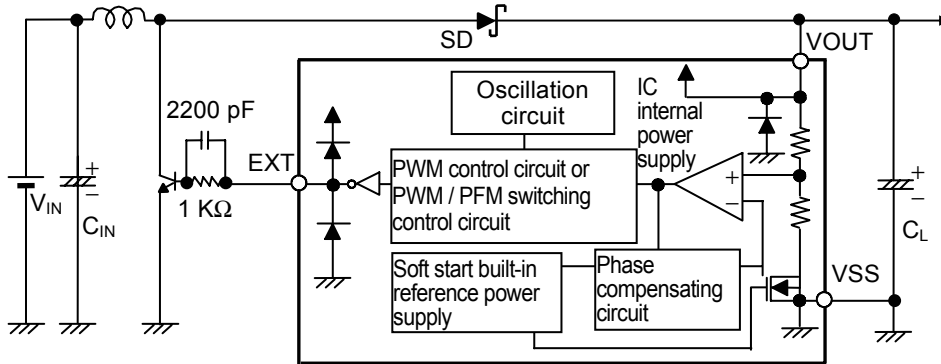 SD
VOUT
Oscillation
circuit
IC
internal
power
supply
2200 pF
EXT
PWM control circuit or
PWM / PFM switching
control circuit
+
−
+
−
VIN
+
−
CIN
1 KΩ
CL
Soft start built-in
reference power
supply
Phase
compensating
circuit
VSS